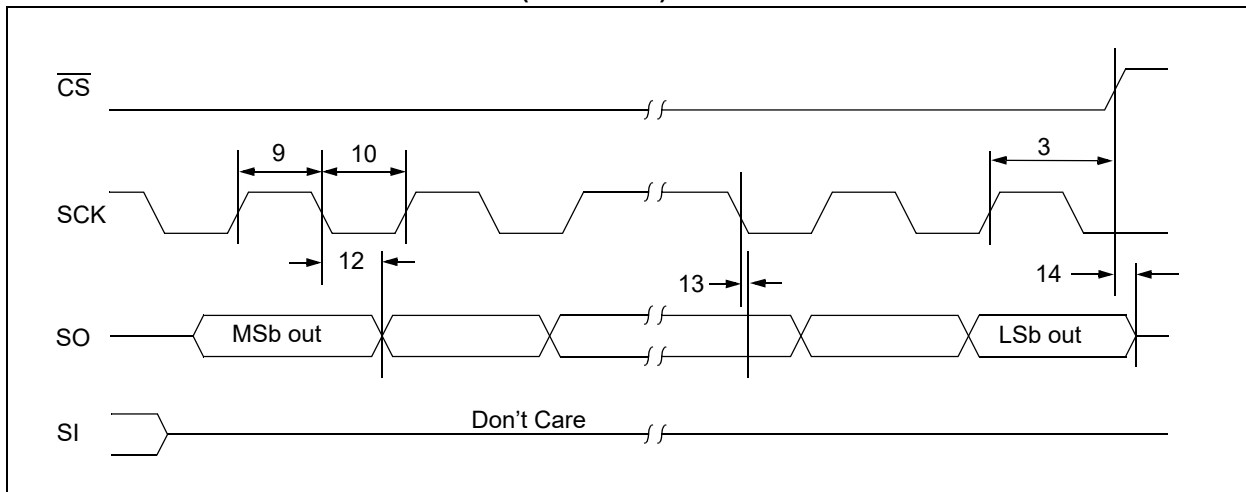 CS
9
10
3
SCK
12
13
14
SO
MSb out
LSb out
SI
Don't Care